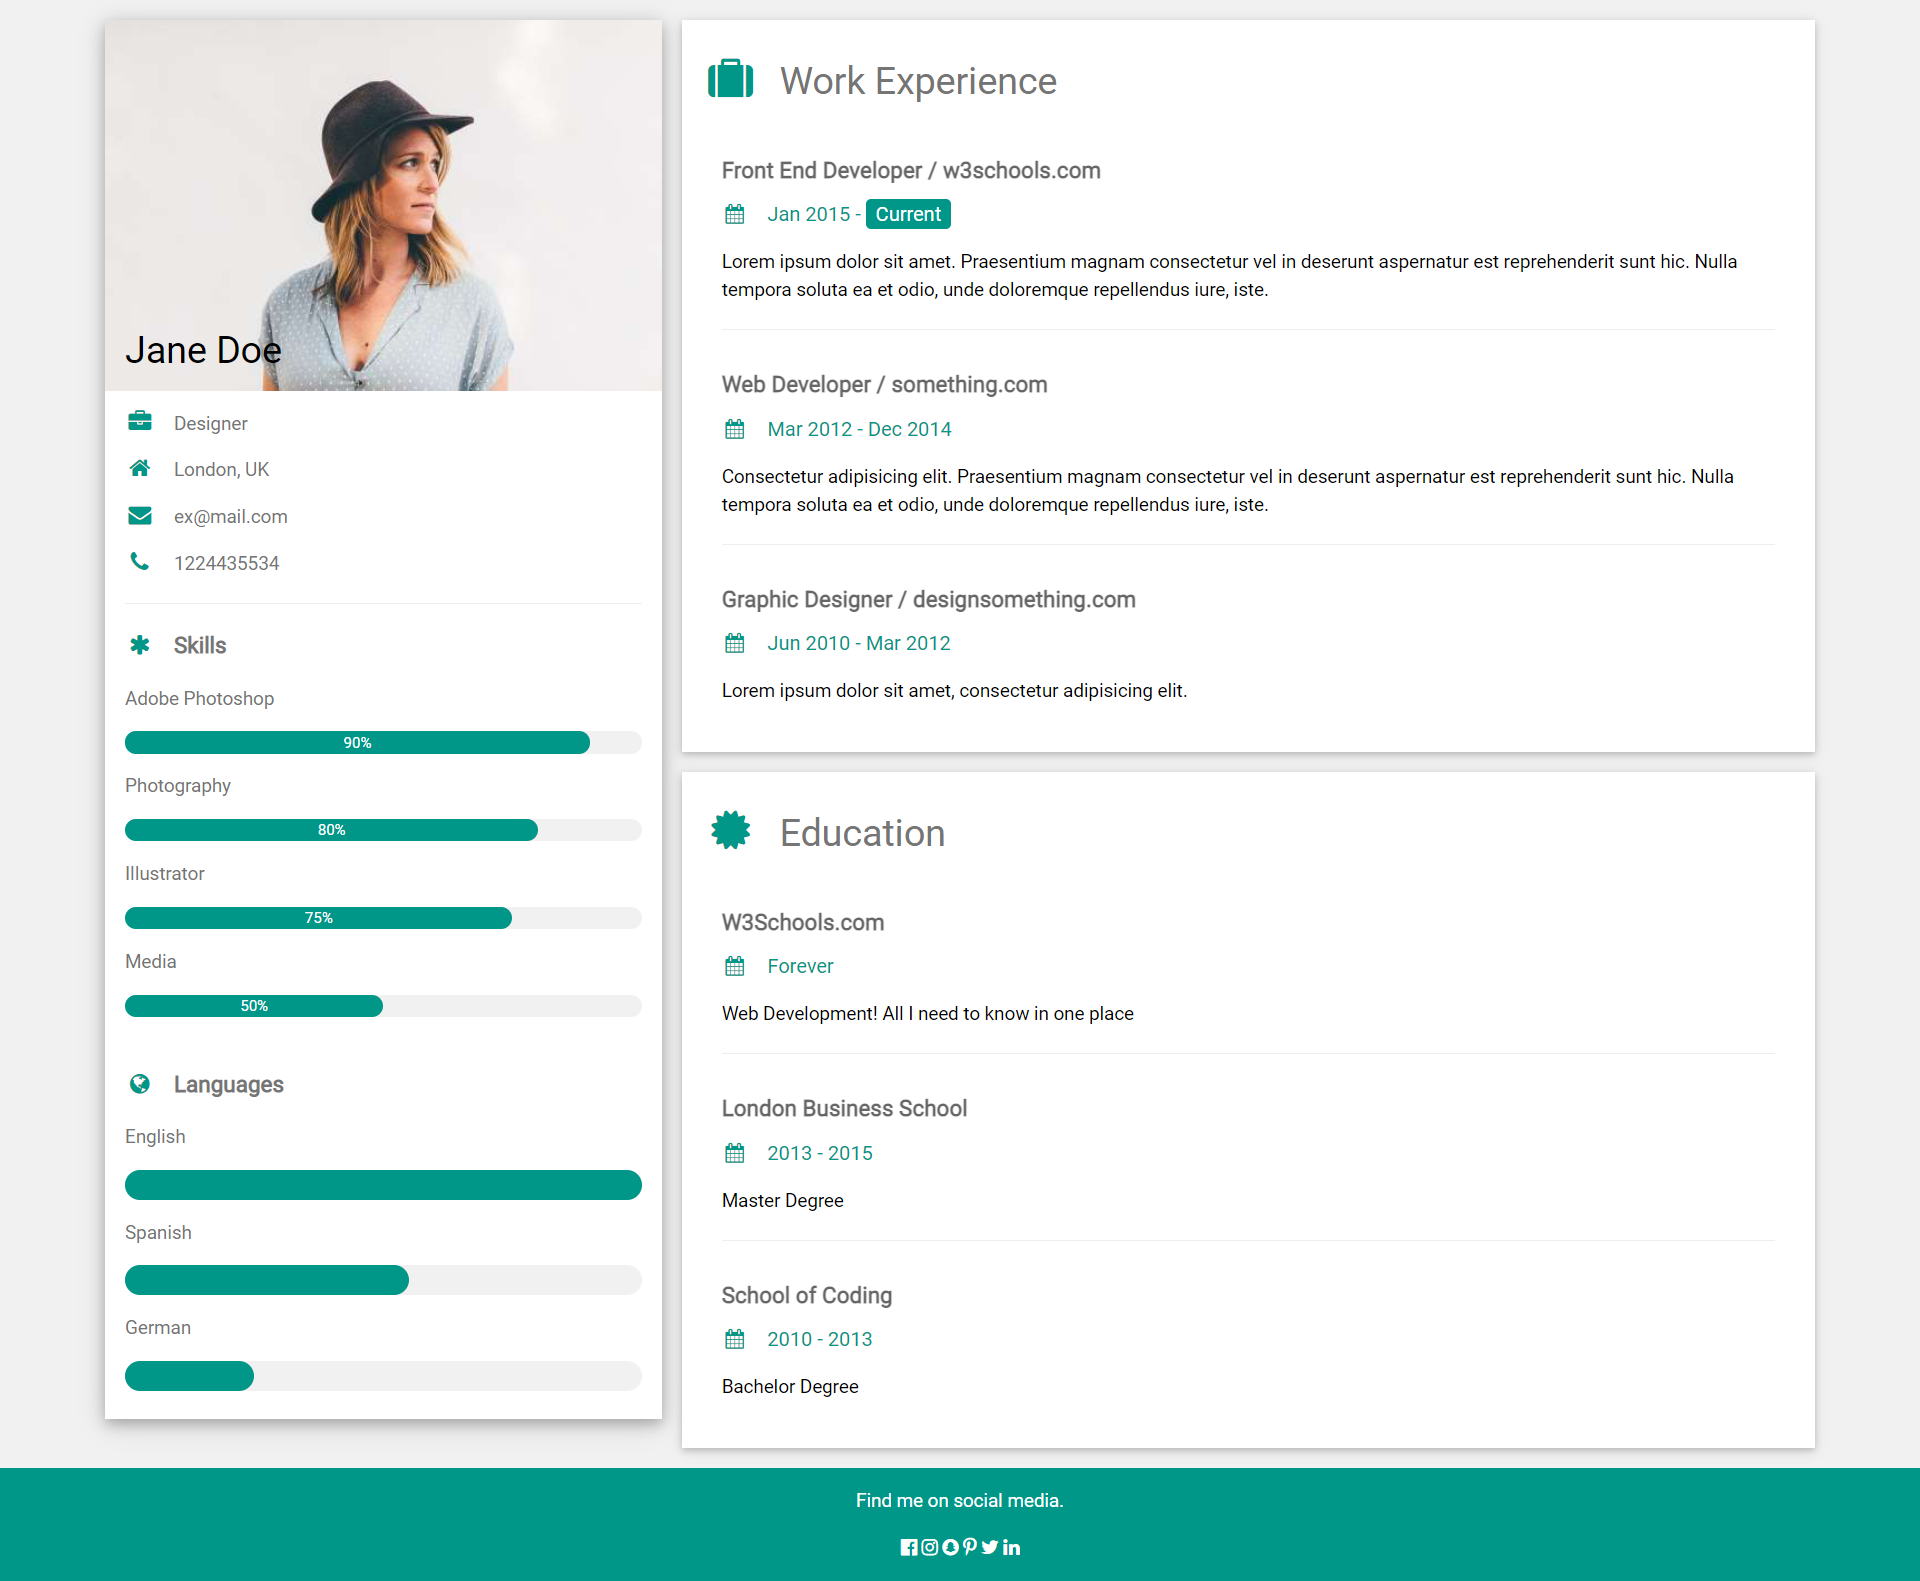 Jane Doe
Designer
London, UK
ex@mail.com
1224435534
Skills
Adobe Photoshop
90%
Photography
80%
Illustrator
75%
Media
50%
Languages
English
Spanish
German
Work Experience
Front End Developer / w3schools.com
Jan 2015 - Current
Lorem ipsum dolor sit amet. Praesentium magnam consectetur vel in deserunt aspernatur est reprehenderit sunt hic. Nulla
tempora soluta ea et odio, unde doloremque repellendus iure, iste.
Web Developer / something.com
Mar 2012 - Dec 2014
Consectetur adipisicing elit. Praesentium magnam consectetur vel in deserunt aspernatur est reprehenderit sunt hic. Nulla
tempora soluta ea et odio, unde doloremque repellendus iure, iste.
Graphic Designer / designsomething.com
Jun 2010 - Mar 2012
Lorem ipsum dolor sit amet, consectetur adipisicing elit.
Education
W3Schools.com
Forever
Web Development! All I need to know in one place
London Business School
2013 - 2015
Master Degree
School of Coding
2010 - 2013
Bachelor Degree
Find me on social media.